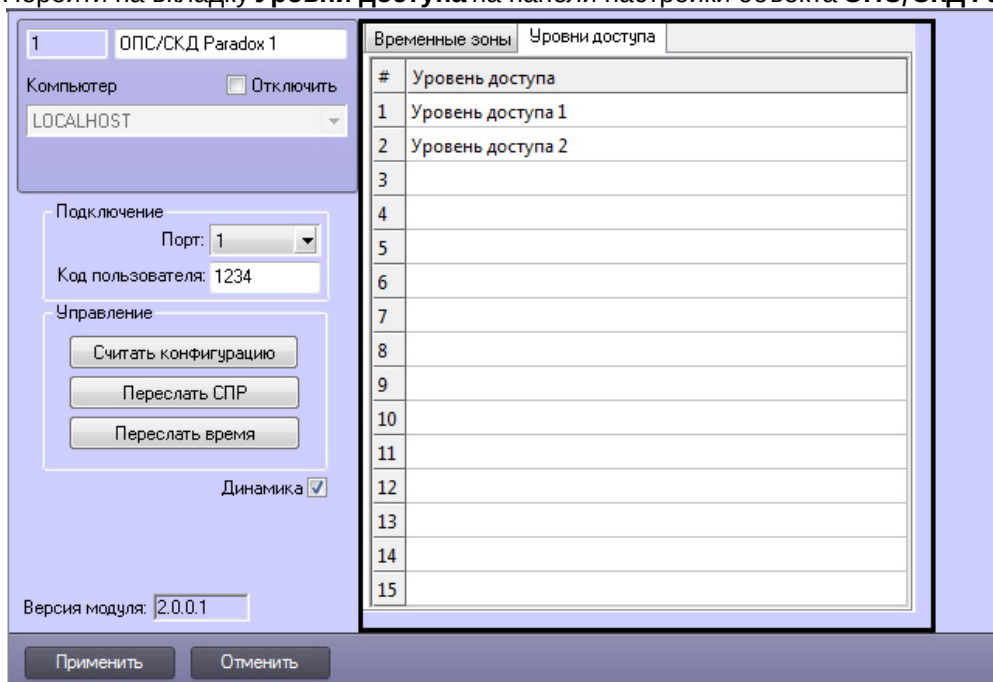 Перейти на вкладку Уровни доступа на панели настройки объекта ОПС/СКД
1 ОПС/СКД Paradox 1
Компьютер Отключить
LOCALHOST
Подключение
Порт: 1
Код пользователя: 1234
Управление
Считать конфигурацию
Переслать СПР
Переслать время
Динамика
Версия модуля: 2.0.0.1
Временные зоны Уровни доступа
# Уровень доступа
1 Уровень доступа 1
2 Уровень доступа 2
3
4
5
6
7
8
9
10
11
12
13
14
15
Применить Отменить